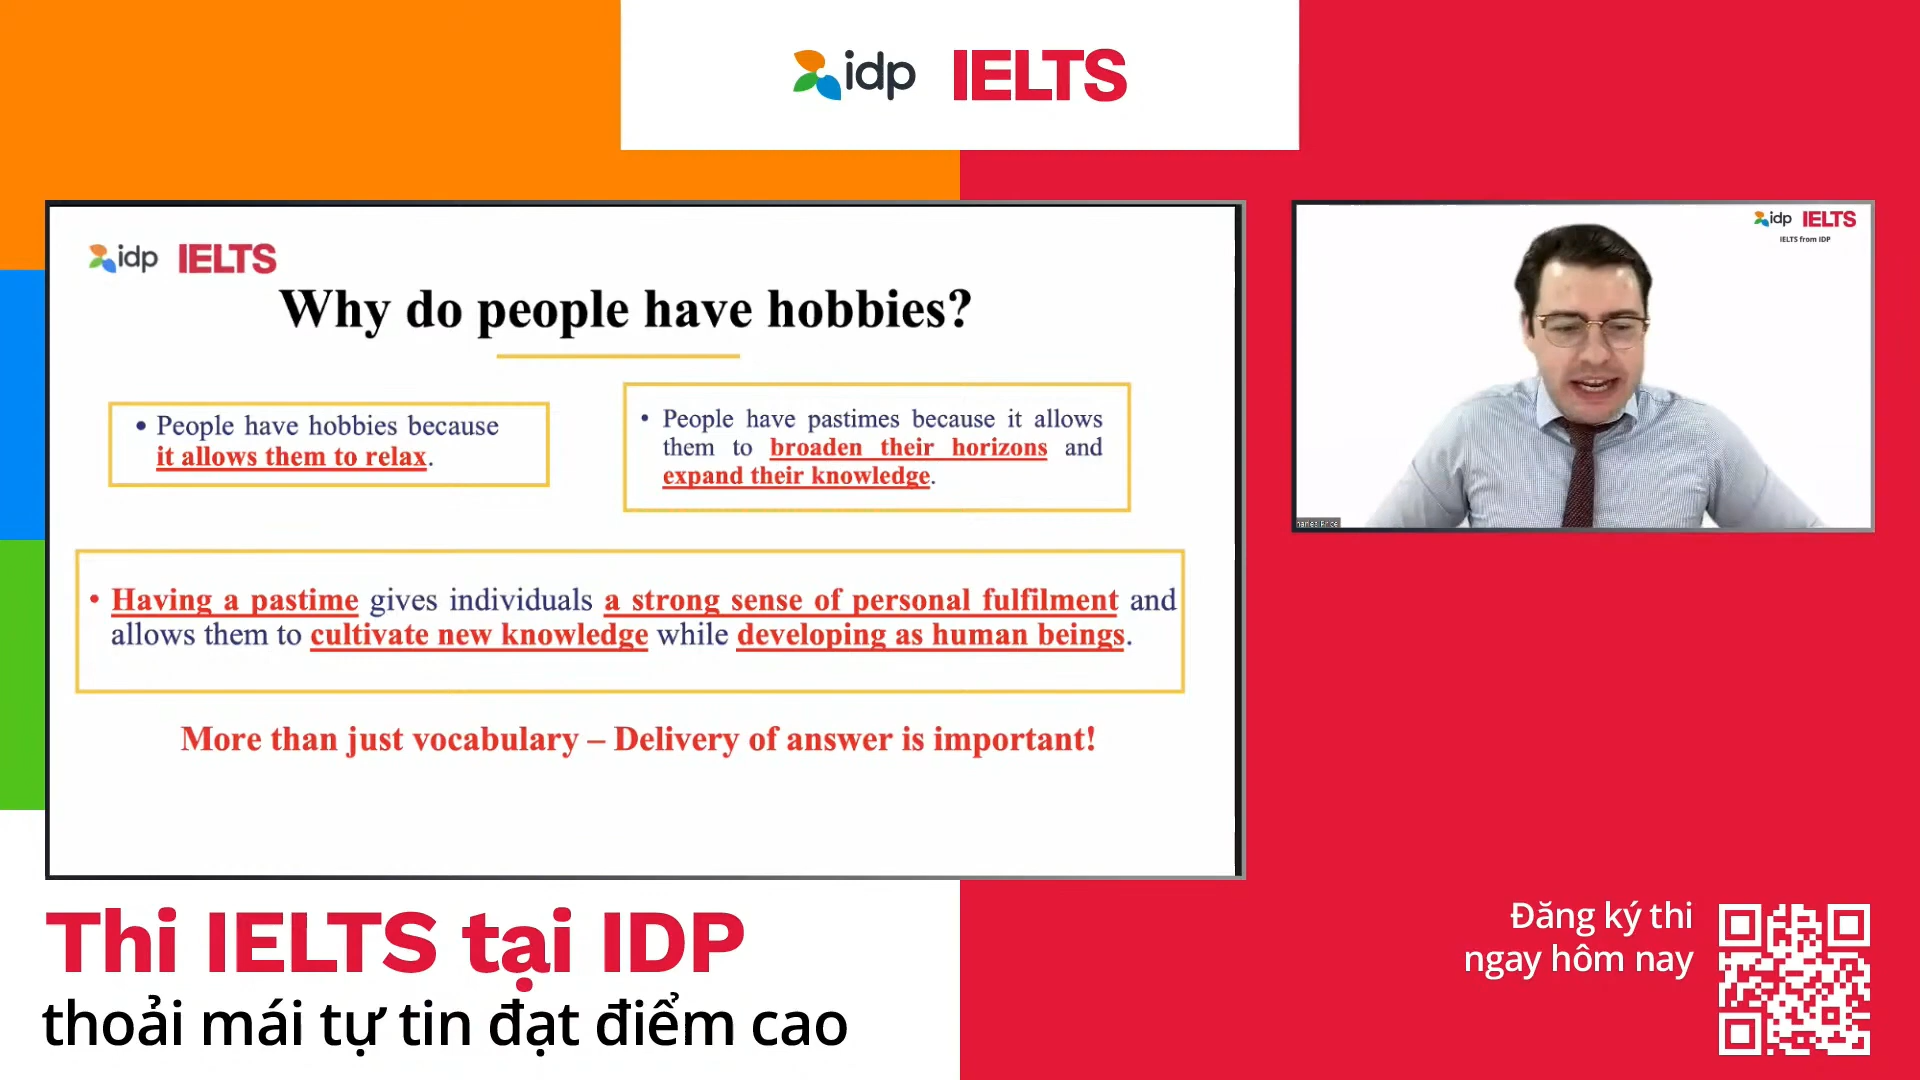 idp IELTS
idp IELTS
Why do people have hobbies?
• People have hobbies because
it allows them to relax.
• People have pastimes because it allows
them to broaden their horizons and
expand their knowledge.
• Having a pastime gives individuals a strong sense of personal fulfilment and
allows them to cultivate new knowledge while developing as human beings.
More than just vocabulary – Delivery of answer is important!
idp IELTS
IELTS from IDP
Thi IELTS tại IDP
thoải mái tự tin đạt điểm cao
Đăng ký thi
ngay hôm nay